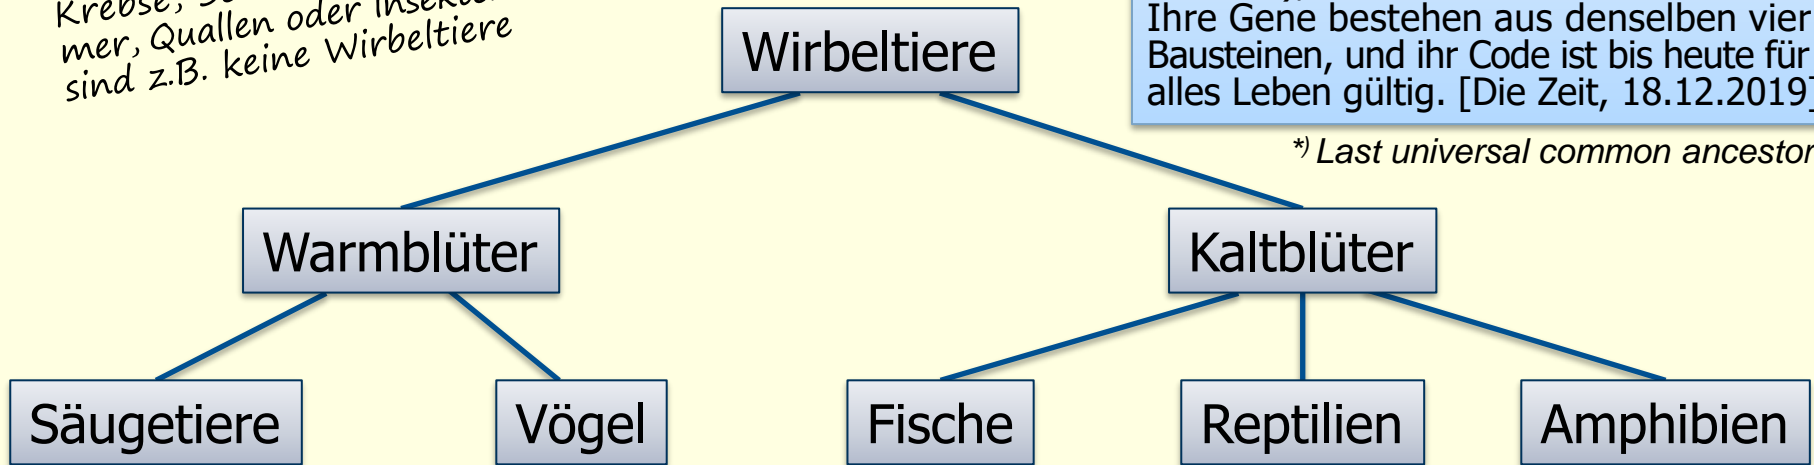 Krebse,
mer, Quallen oder Insekte
sind z.B. keine Wirbeltiere
Ihre Gene bestehen aus denselben vier
Bausteinen, und ihr Code ist bis heute für
alles Leben gültig. [Die Zeit, 18.12.2019]
*) Last universal common ancestor
Wirbeltiere
Warmblüter
Kaltblüter
Säugetiere
Vögel
Fische
Reptilien
Amphibien